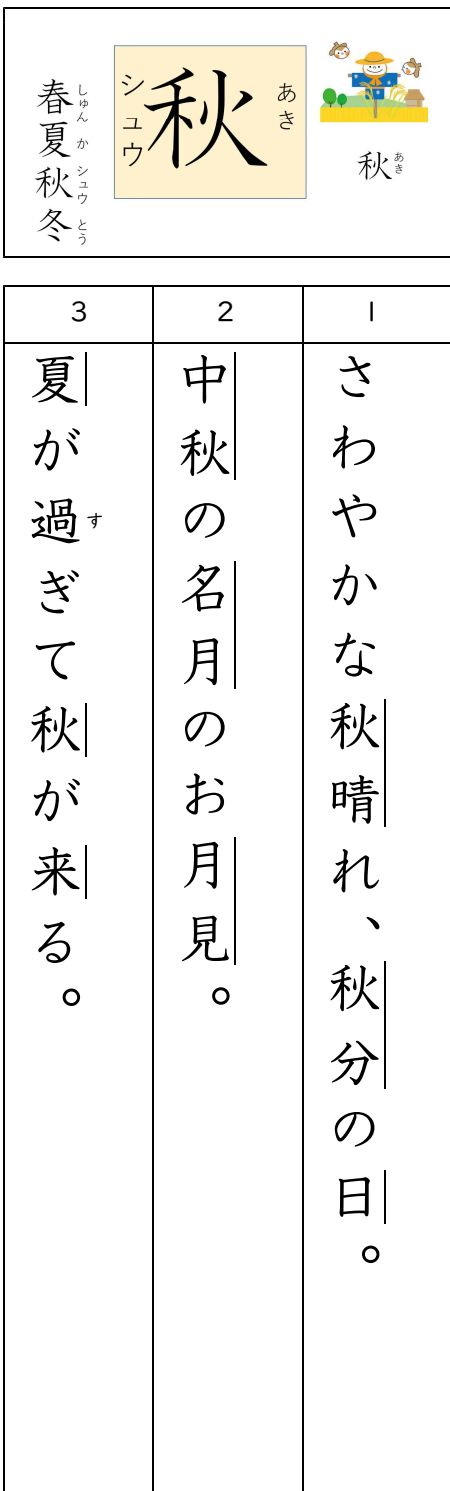 あき
秋
あき
秋
シュウ
しゅん か シュウ とう
春夏秋冬
1
さわやかな秋晴れ、秋分の日。
2
中秋の名月のお月見。
3
す
夏が過ぎて秋が来る。